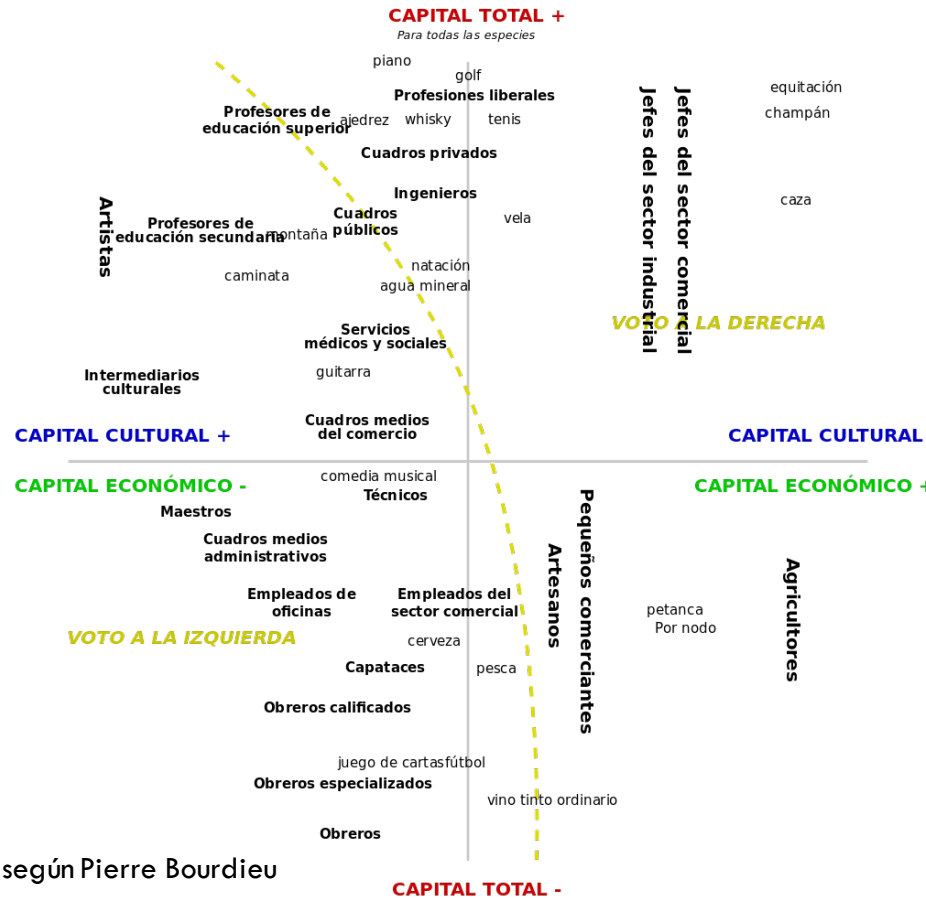 CAPITAL TOTAL +
Para todas las especies
piano
golf
Profesiones liberales
equitación
champán
Profesores de
educación superior
ajedrez
whisky
tenis
Cuadros privados
Jefes del sector industrial
Jefes del sector comercial
Ingenieros
caza
Artistas
Profesores de
educación secundaria
montaña
Cuadros
públicos
vela
caminata
natación
agua mineral
VOTO A LA DERECHA
Servicios
médicos y sociales
guitarra
Intermediarios
culturales
Cuadros medios
del comercio
CAPITAL CULTURAL +
CAPITAL CULTURAL
CAPITAL ECONÓMICO -
CAPITAL ECONÓMICO +
comedia musical
Técnicos
Maestros
Cuadros medios
administrativos
Artesanos
Pequeños comerciantes
Agricultores
Empleados de
oficinas
Empleados del
sector comercial
petanca
Por nodo
VOTO A LA IZQUIERDA
cerveza
Capataces
pesca
Obreros calificados
juego de cartas
fútbol
Obreros especializados
vino tinto ordinario
Obreros
según Pierre Bourdieu
CAPITAL TOTAL -